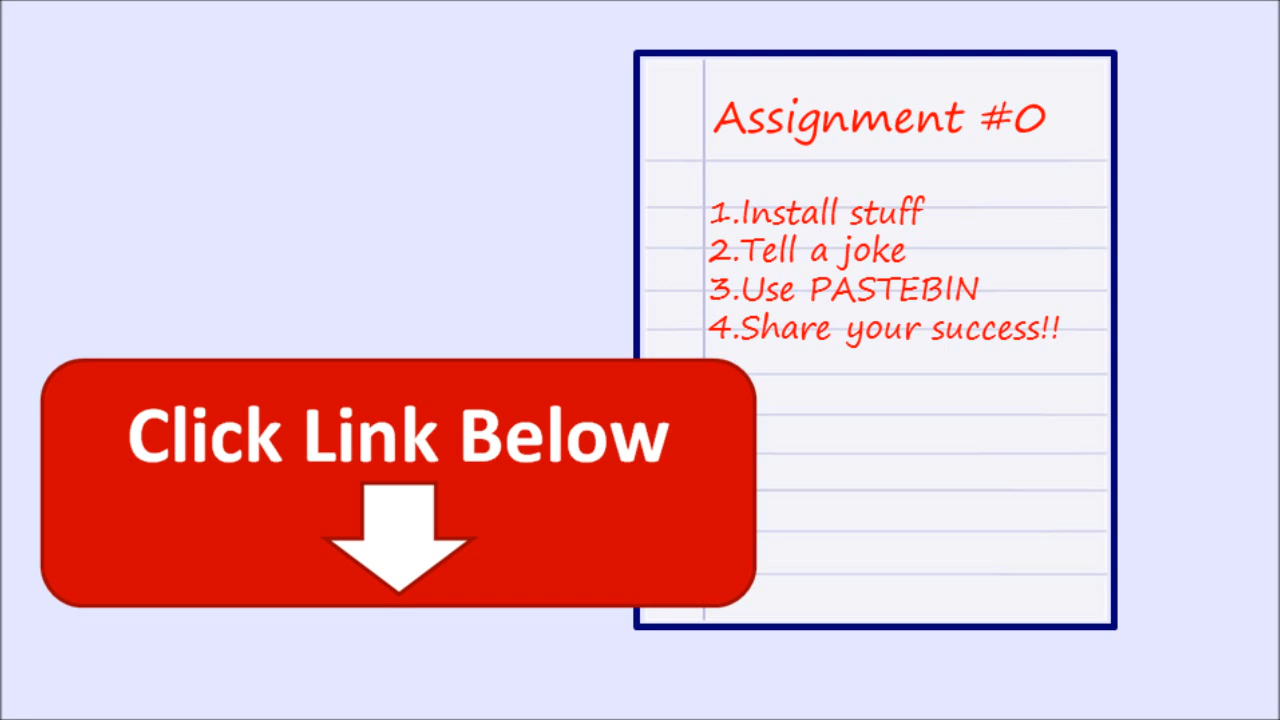 Assignment #0
1.Install stuff
2.Tell a joke
3.Use PASTEBIN
4.Share your success!!
Click Link Below